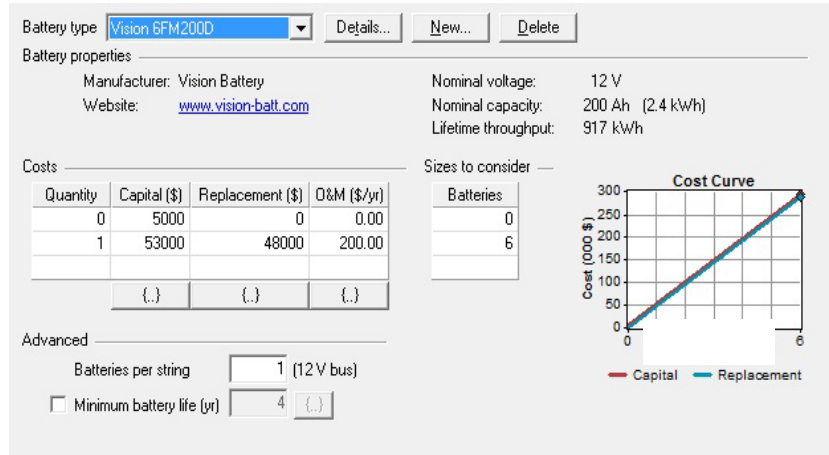 Battery type Vision 6FM200D Details... New... Delete
Battery properties
Manufacturer: Vision Battery
Website: www.vision-batt.com
Nominal voltage: 12 V
Nominal capacity: 200 Ah (2.4 kWh)
Lifetime throughput: 917 kWh
Costs
Quantity Capital ($) Replacement ($) O&M ($/yr)
0 5000 0 0.00
1 53000 48000 200.00
{..} {..} {..}
Sizes to consider
Batteries
0
6
Cost Curve
Cost (000 $)
300
250
200
150
100
50
0
0 6
Capital Replacement
Advanced
Batteries per string 1 (12 V bus)
Minimum battery life (yr) 4 {..}